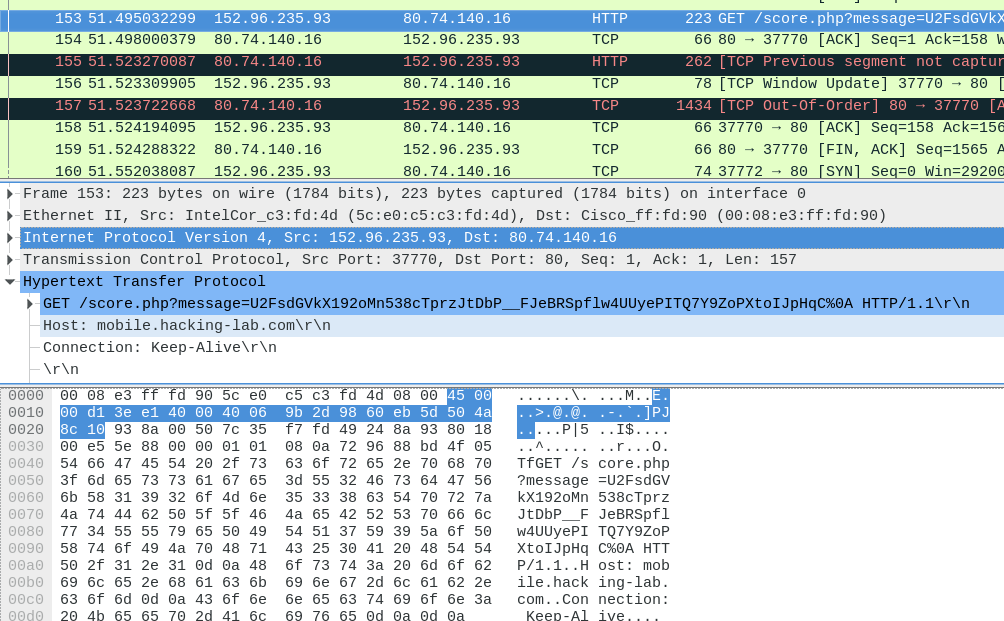 153 51.495032299 152.96.235.93 80.74.140.16 HTTP 223 GET /score.php?message=U2FsdGVkX
154 51.498000379 80.74.140.16 152.96.235.93 TCP 66 80 → 37770 [ACK] Seq=1 Ack=158 W
155 51.523270087 80.74.140.16 152.96.235.93 HTTP 262 [TCP Previous segment not captur
156 51.523309905 152.96.235.93 80.74.140.16 TCP 78 [TCP Window Update] 37770 → 80 [
157 51.523722668 80.74.140.16 152.96.235.93 TCP 1434 [TCP Out-Of-Order] 80 → 37770 [A
158 51.524194095 152.96.235.93 80.74.140.16 TCP 66 37770 → 80 [ACK] Seq=158 Ack=156
159 51.524288322 80.74.140.16 152.96.235.93 TCP 66 80 → 37770 [FIN, ACK] Seq=1565 A
160 51.552038087 152.96.235.93 80.74.140.16 TCP 74 37772 → 80 [SYN] Seq=0 Win=29200
Frame 153: 223 bytes on wire (1784 bits), 223 bytes captured (1784 bits) on interface 0
Ethernet II, Src: IntelCor_c3:fd:4d (5c:e0:c5:c3:fd:4d), Dst: Cisco_ff:fd:90 (00:08:e3:ff:fd:90)
Internet Protocol Version 4, Src: 152.96.235.93, Dst: 80.74.140.16
Transmission Control Protocol, Src Port: 37770, Dst Port: 80, Seq: 1, Ack: 1, Len: 157
Hypertext Transfer Protocol
GET /score.php?message=U2FsdGVkX192oMn538cTprzJtDbP__FJeBRSpflw4UUyePITQ7Y9ZoPXtoIJpHqC%0A HTTP/1.1\r\n
Host: mobile.hacking-lab.com\r\n
Connection: Keep-Alive\r\n
\r\n
0000 00 08 e3 ff fd 90 5c e0 c5 c3 fd 4d 08 00 45 00 ......\. ...M..E.
0010 00 d1 3e e1 40 00 40 06 9b 2d 98 60 eb 5d 50 4a ..>.@.@. .-.`.]PJ
0020 8c 10 93 8a 00 50 7c 35 f7 fd 49 24 8a 93 80 18 .....P|5 ..I$....
0030 00 e5 5e 88 00 00 01 01 08 0a 72 96 88 bd 4f 05 ..^..... ..r...O.
0040 54 66 47 45 54 20 2f 73 63 6f 72 65 2e 70 68 70 TfGET /s core.php
0050 3f 6d 65 73 73 61 67 65 3d 55 32 46 73 64 47 56 ?message =U2FsdGV
0060 6b 58 31 39 32 6f 4d 6e 35 33 38 63 54 70 72 7a kX192oMn 538cTprz
0070 4a 74 44 62 50 5f 5f 46 4a 65 42 52 53 70 66 6c JtDbP__F JeBRSpfl
0080 77 34 55 55 79 65 50 49 54 51 37 59 39 5a 6f 50 w4UUyePI TQ7Y9ZoP
0090 58 74 6f 49 4a 70 48 71 43 25 30 41 20 48 54 54 XtoIJpHq C%0A HTT
00a0 50 2f 31 2e 31 0d 0a 48 6f 73 74 3a 20 6d 6f 62 P/1.1..H ost: mob
00b0 69 6c 65 2e 68 61 63 6b 69 6e 67 2d 6c 61 62 2e ile.hack ing-lab.
00c0 63 6f 6d 0d 0a 43 6f 6e 6e 65 63 74 69 6f 6e 3a com..Con nection:
00d0 20 4b 65 65 70 2d 41 6c 69 76 65 0d 0a 0d 0a Keep-Al ive....